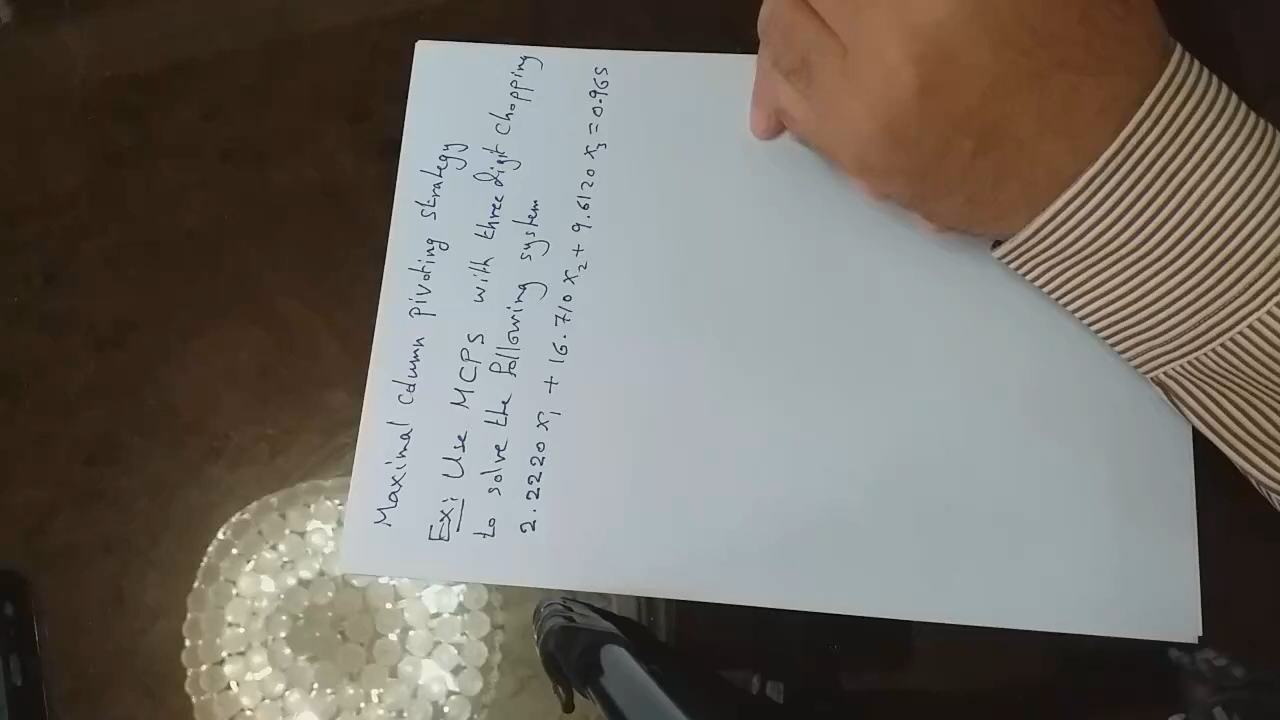 Maximal column pivoting strategy
Ex: Use MCPS with three digit chopping
to solve the following system
2.2220 x₁ + 16.710 x₂ + 9.6120 x₃ = 0.965